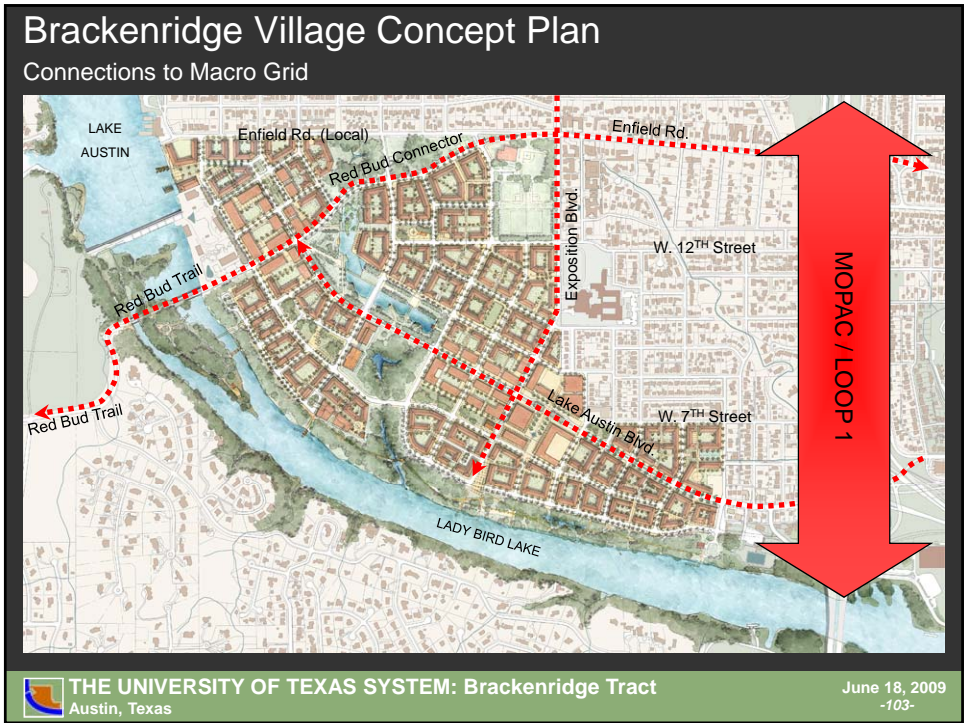 Brackenridge Village Concept Plan
Connections to Macro Grid
LAKE
AUSTIN
Enfield Rd. (Local)
Red Bud Connector
Enfield Rd.
Exposition Blvd.
W. 12TH Street
MOPAC / LOOP 1
Red Bud Trail
Red Bud Trail
Lake Austin Blvd.
W. 7TH Street
LADY BIRD LAKE
THE UNIVERSITY OF TEXAS SYSTEM: Brackenridge Tract
Austin, Texas
June 18, 2009
-103-